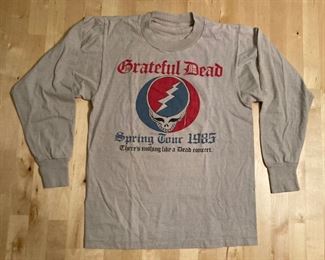 Grateful Dead
Spring Tour 1985
There's nothing like a Dead concert.